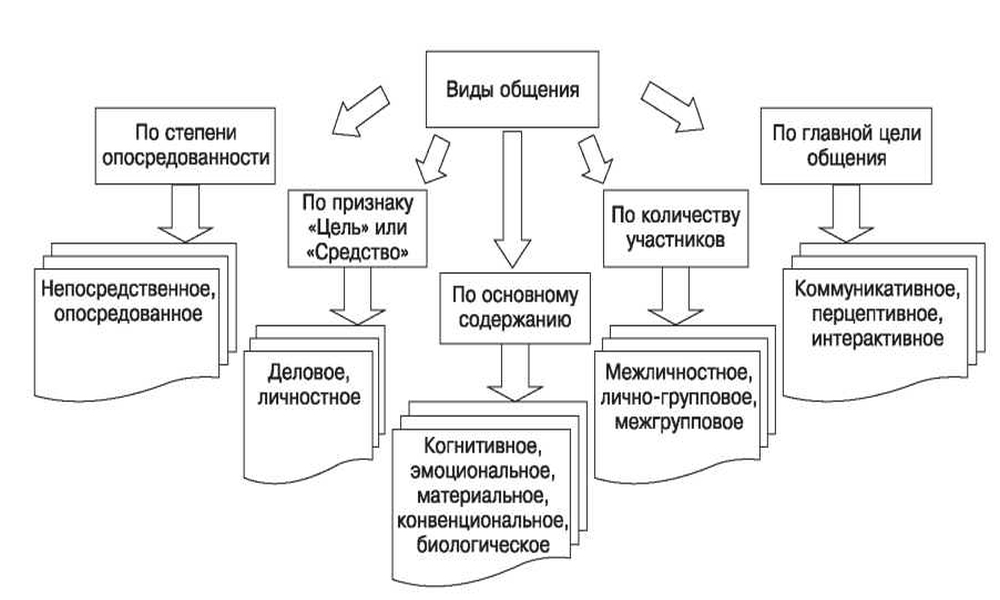 Виды общения
По степени
опосредованности
Непосредственное,
опосредованное
По признаку
«Цель» или
«Средство»
Деловое,
личностное
По основному
содержанию
Когнитивное,
эмоциональное,
материальное,
конвенциональное,
биологическое
По количеству
участников
Межличностное,
лично-групповое,
межгрупповое
По главной цели
общения
Коммуникативное,
перцептивное,
интерактивное